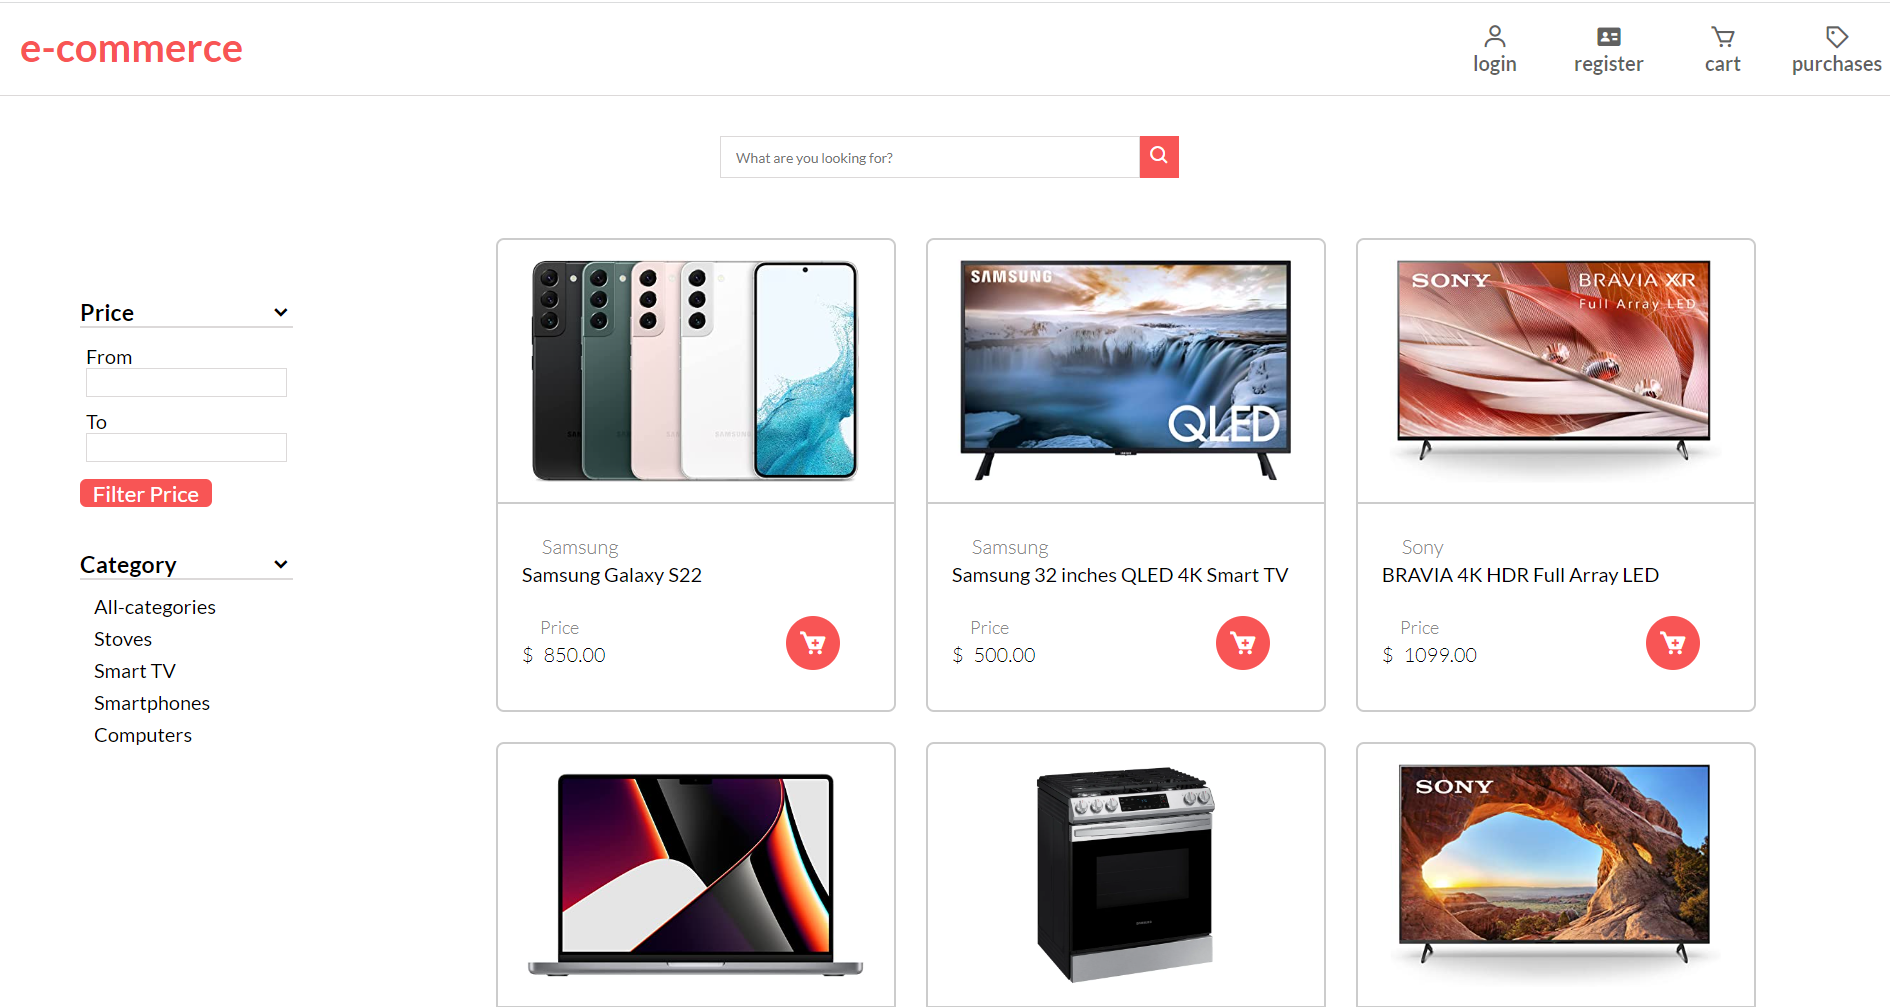 e-commerce
login
register
cart
purchases
What are you looking for?
Price
From
To
Filter Price
Category
All-categories
Stoves
Smart TV
Smartphones
Computers
SAMSUNG
Samsung
Samsung Galaxy S22
Price
$ 850.00
SAMSUNG
QLED
Samsung
Samsung 32 inches QLED 4K Smart TV
Price
$ 500.00
SONY
BRAVIA XR
Full Array LED
Sony
BRAVIA 4K HDR Full Array LED
Price
$ 1099.00
SONY